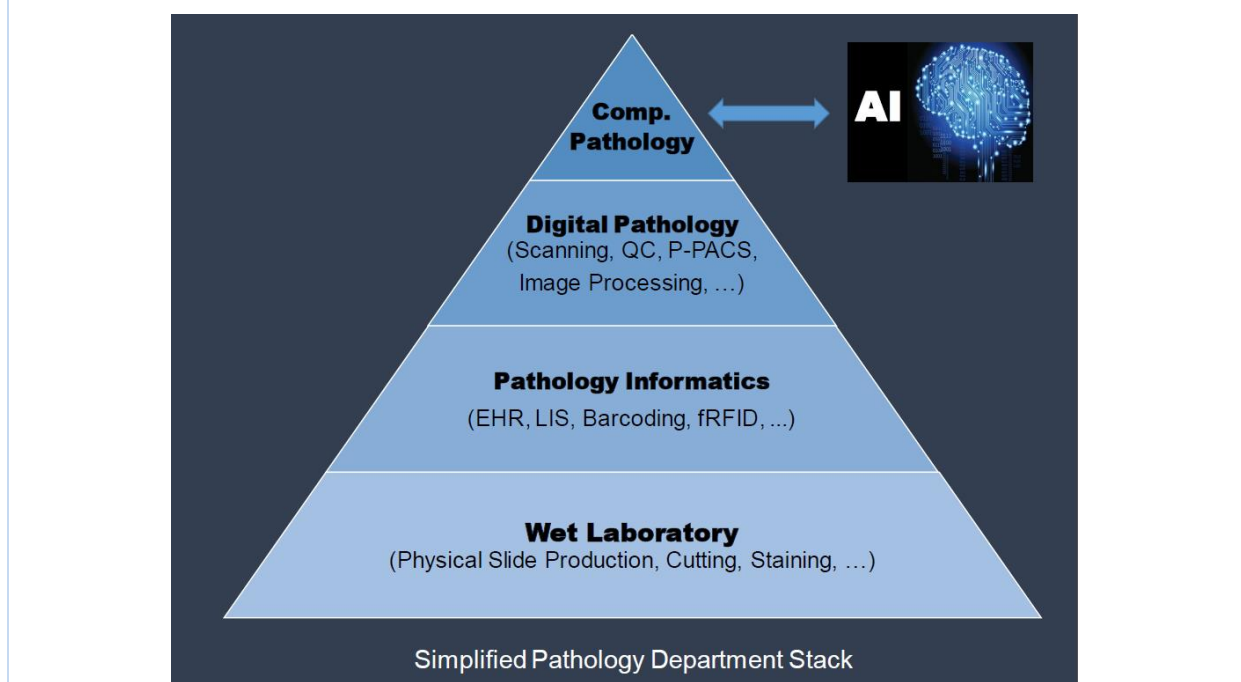 Comp.
Pathology
AI
Digital Pathology
(Scanning, QC, P-PACS,
Image Processing, …)
Pathology Informatics
(EHR, LIS, Barcoding, fRFID, ...)
Wet Laboratory
(Physical Slide Production, Cutting, Staining, …)
Simplified Pathology Department Stack